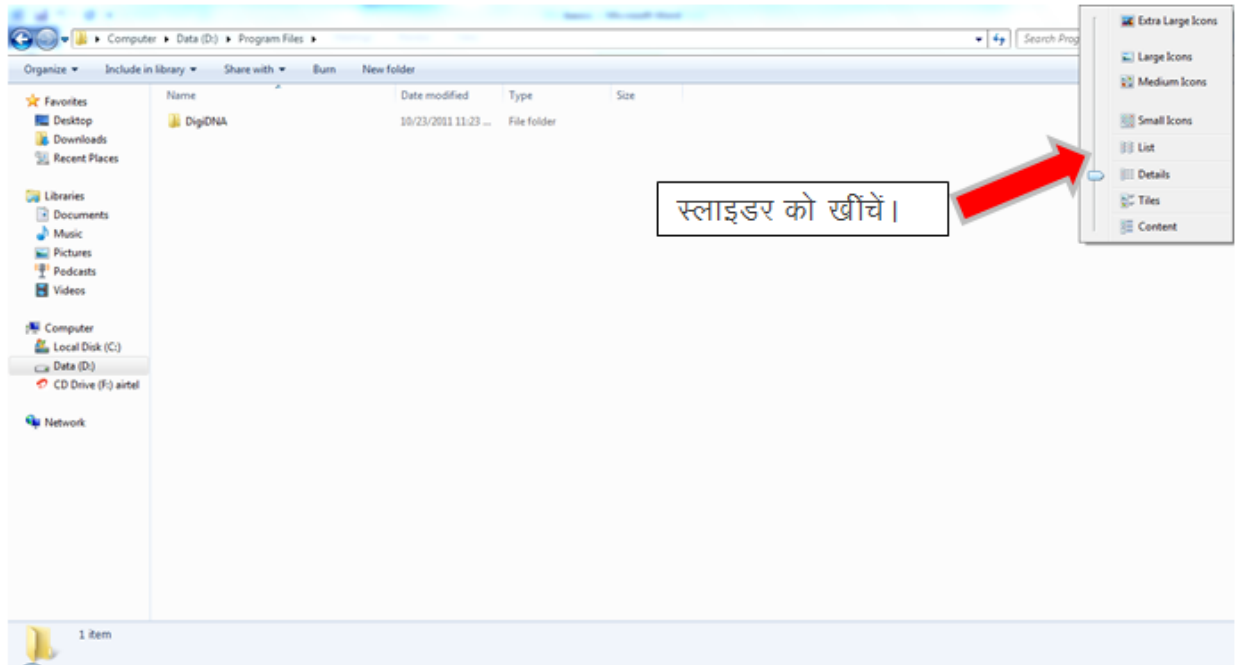 Computer ▸ Data (D:) ▸ Program Files ▸
Search Prog
Organize ▾ Include in library ▾ Share with ▾ Burn New folder
Name Date modified Type Size
DigiDNA 10/23/2011 11:23 ... File folder
Favorites
Desktop
Downloads
Recent Places
Libraries
Documents
Music
Pictures
Podcasts
Videos
Computer
Local Disk (C:)
Data (D:)
CD Drive (F:) airtel
Network
स्लाइडर को खींचें।
Extra Large Icons
Large Icons
Medium Icons
Small Icons
List
Details
Tiles
Content
1 item